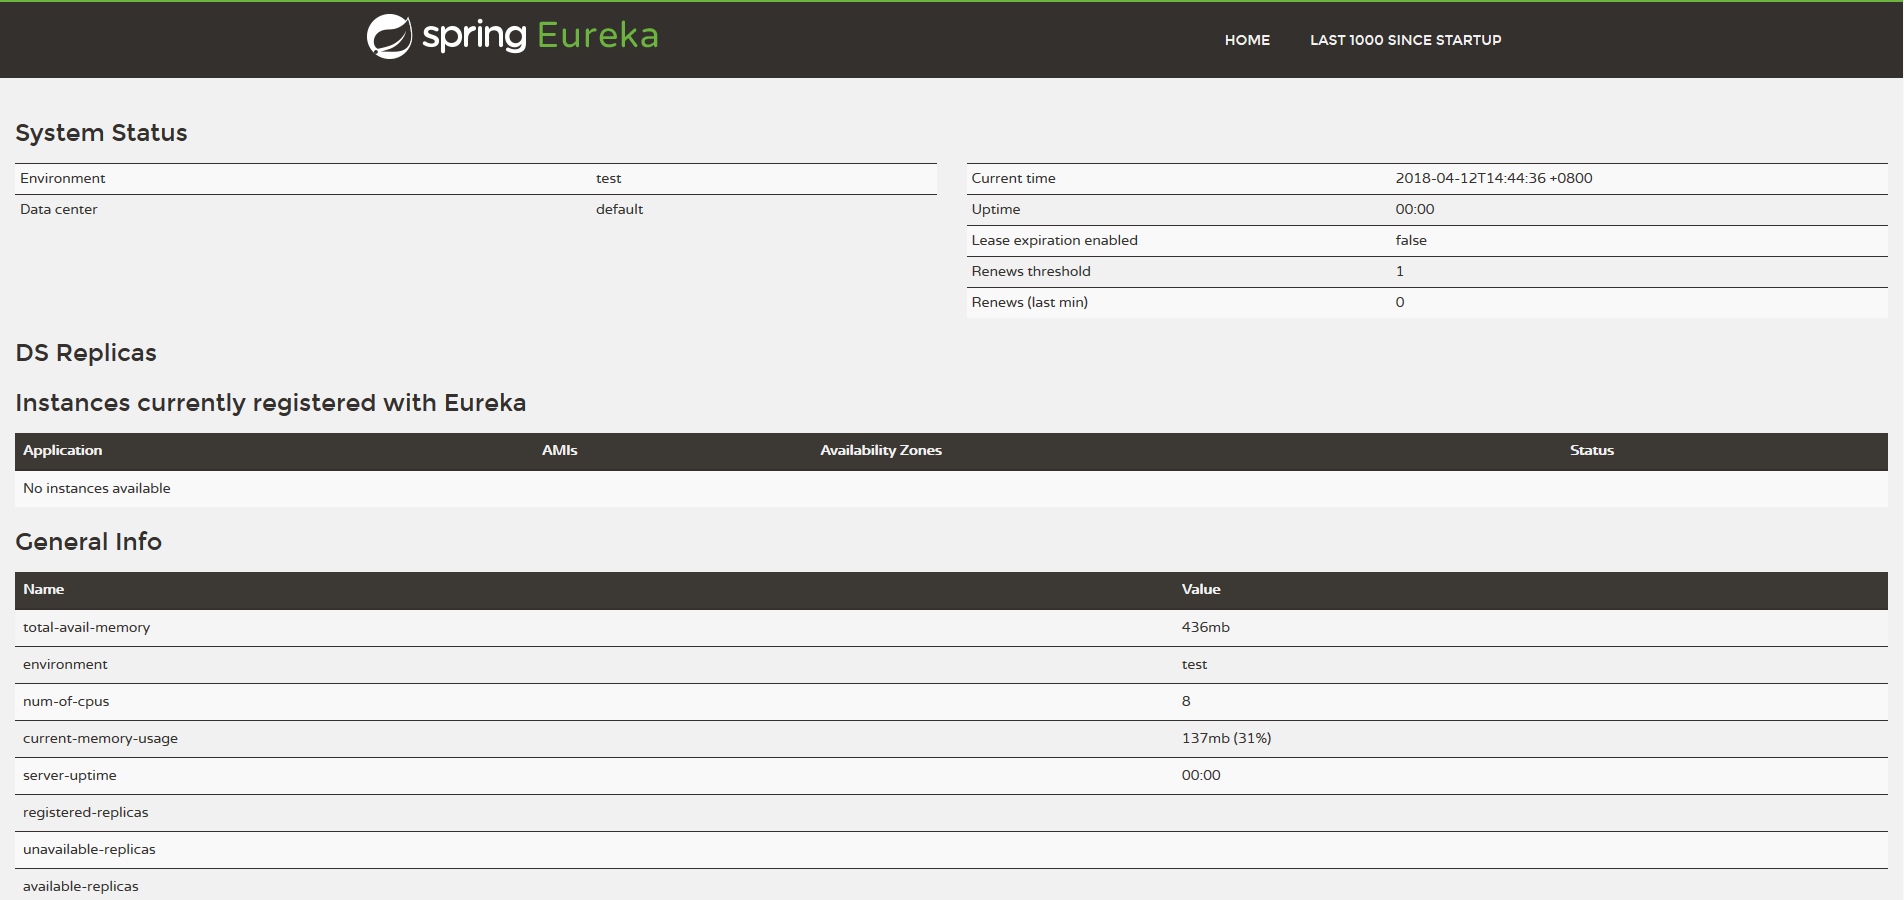 spring Eureka
HOME LAST 1000 SINCE STARTUP
System Status
Environment test
Data center default
Current time 2018-04-12T14:44:36 +0800
Uptime 00:00
Lease expiration enabled false
Renews threshold 1
Renews (last min) 0
DS Replicas
Instances currently registered with Eureka
Application AMIs Availability Zones Status
No instances available
General Info
Name Value
total-avail-memory 436mb
environment test
num-of-cpus 8
current-memory-usage 137mb (31%)
server-uptime 00:00
registered-replicas
unavailable-replicas
available-replicas